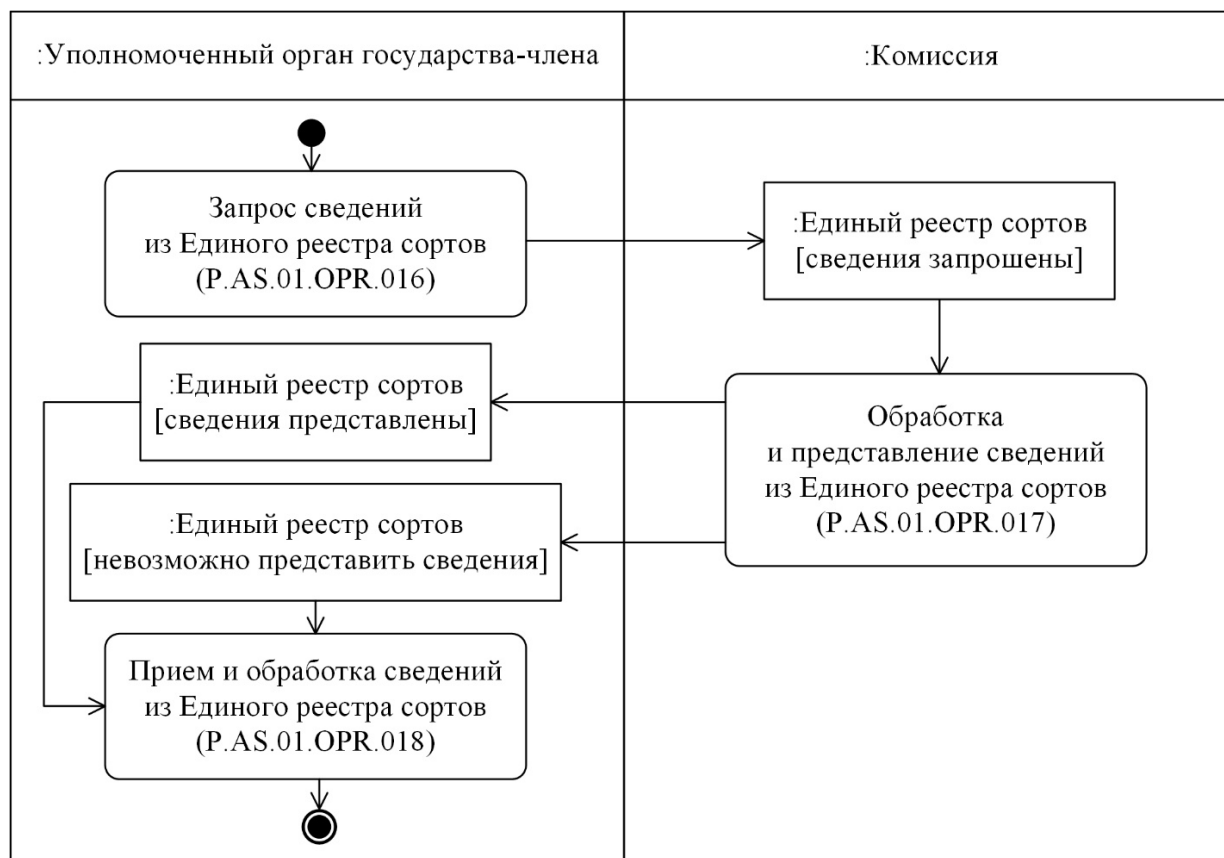 :Уполномоченный орган государства-члена
:Комиссия
Запрос сведений
из Единого реестра сортов
(P.AS.01.OPR.016)
:Единый реестр сортов
[сведения запрошены]
:Единый реестр сортов
[сведения представлены]
Обработка
и представление сведений
из Единого реестра сортов
(P.AS.01.OPR.017)
:Единый реестр сортов
[невозможно представить сведения]
Прием и обработка сведений
из Единого реестра сортов
(P.AS.01.OPR.018)